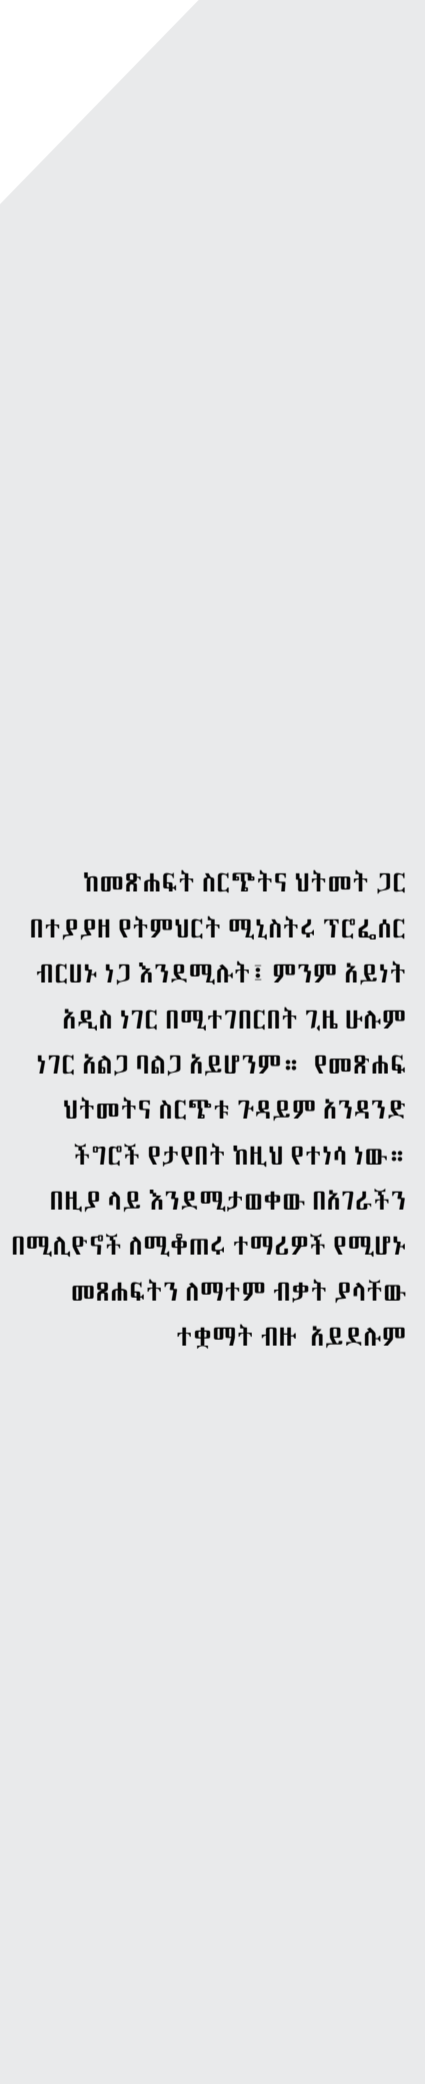 ከመጽሐፍት ስርጭትና ህትመት ጋር
በተያያዘ የትምህርት ሚኒስትሩ ፕሮፌሰር
ብርሀኑ ነጋ እንደሚሉት፤ ምንም አይነት
አዲስ ነገር በሚተገበርበት ጊዜ ሁሉም
ነገር አልጋ ባልጋ አይሆንም። የመጽሐፍ
ህትመትና ስርጭቱ ጉዳይም አንዳንድ
ችግሮች የታየበት ከዚህ የተነሳ ነው።
በዚያ ላይ እንደሚታወቀው በአገራችን
በሚሊዮኖች ለሚቆጠሩ ተማሪዎች የሚሆኑ
መጸሐፍትን ለማተም ብቃት ያላቸው
ተቋማት ብዙ አይደሉም